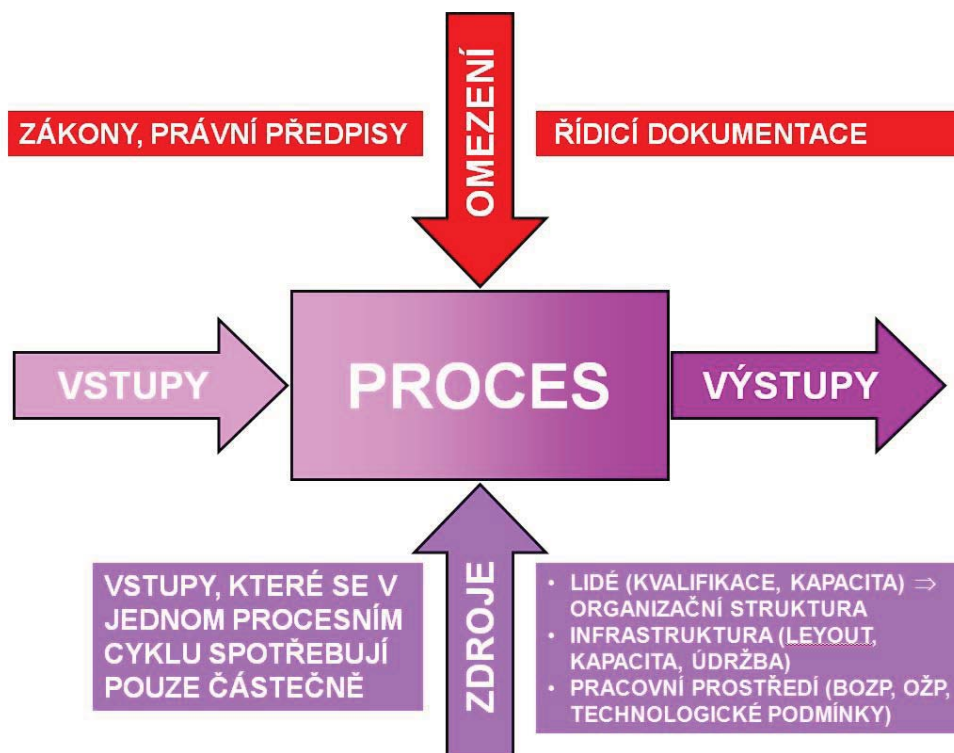 OMEZENÍ
ZÁKONY, PRÁVNÍ PŘEDPISY
ŘÍDICÍ DOKUMENTACE
VSTUPY
PROCES
VÝSTUPY
ZDROJE
VSTUPY, KTERÉ SE V
JEDNOM PROCESNÍM
CYKLU SPOTŘEBUJÍ
POUZE ČÁSTEČNĚ
• LIDÉ (KVALIFIKACE, KAPACITA) ⇒
ORGANIZAČNÍ STRUKTURA
• INFRASTRUKTURA (LEYOUT,
KAPACITA, ÚDRŽBA)
• PRACOVNÍ PROSTŘEDÍ (BOZP, OŽP,
TECHNOLOGICKÉ PODMÍNKY)